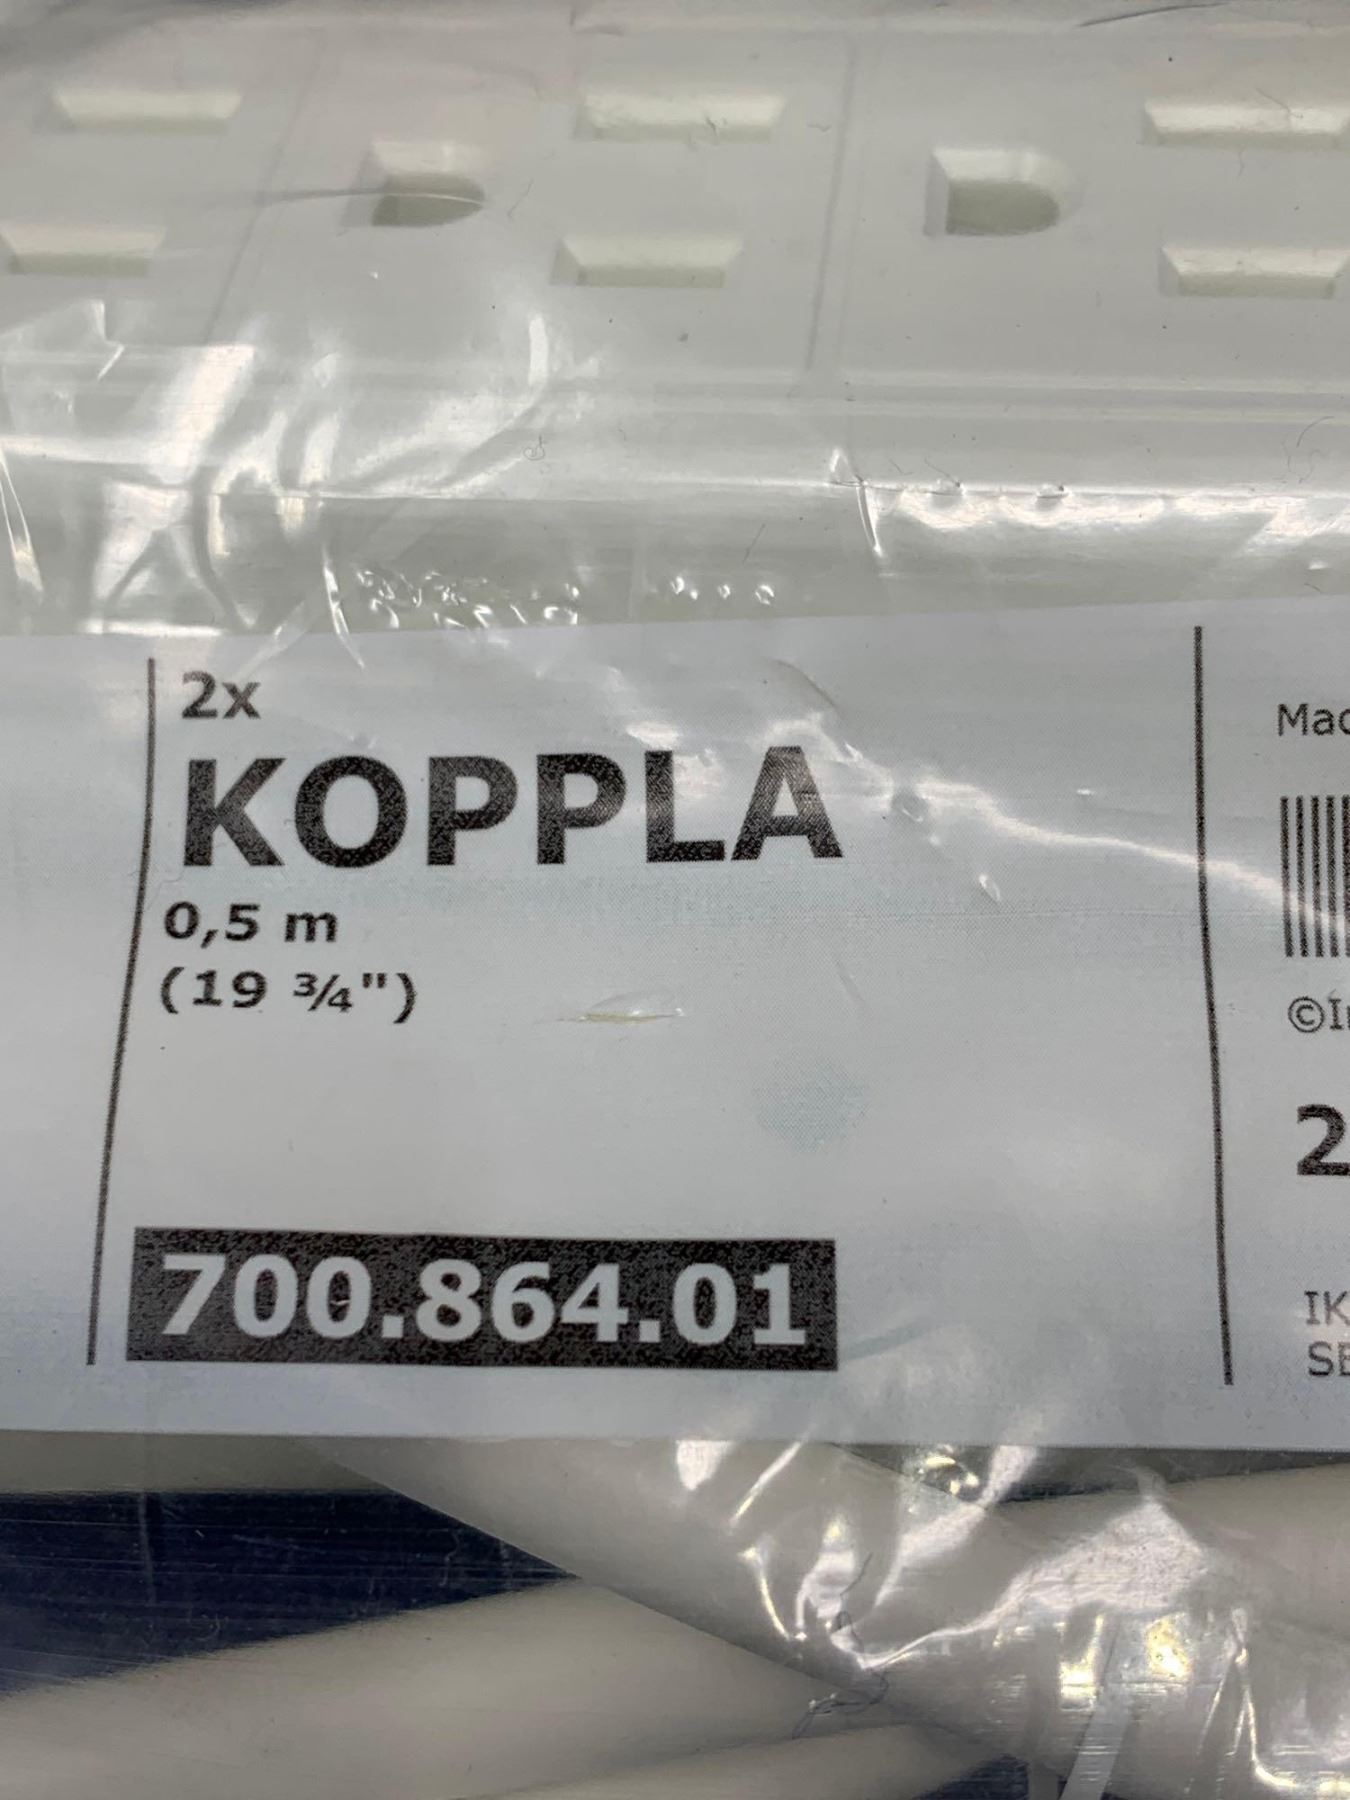 2x
KOPPLA
0,5 m
(19 ¾")
700.864.01